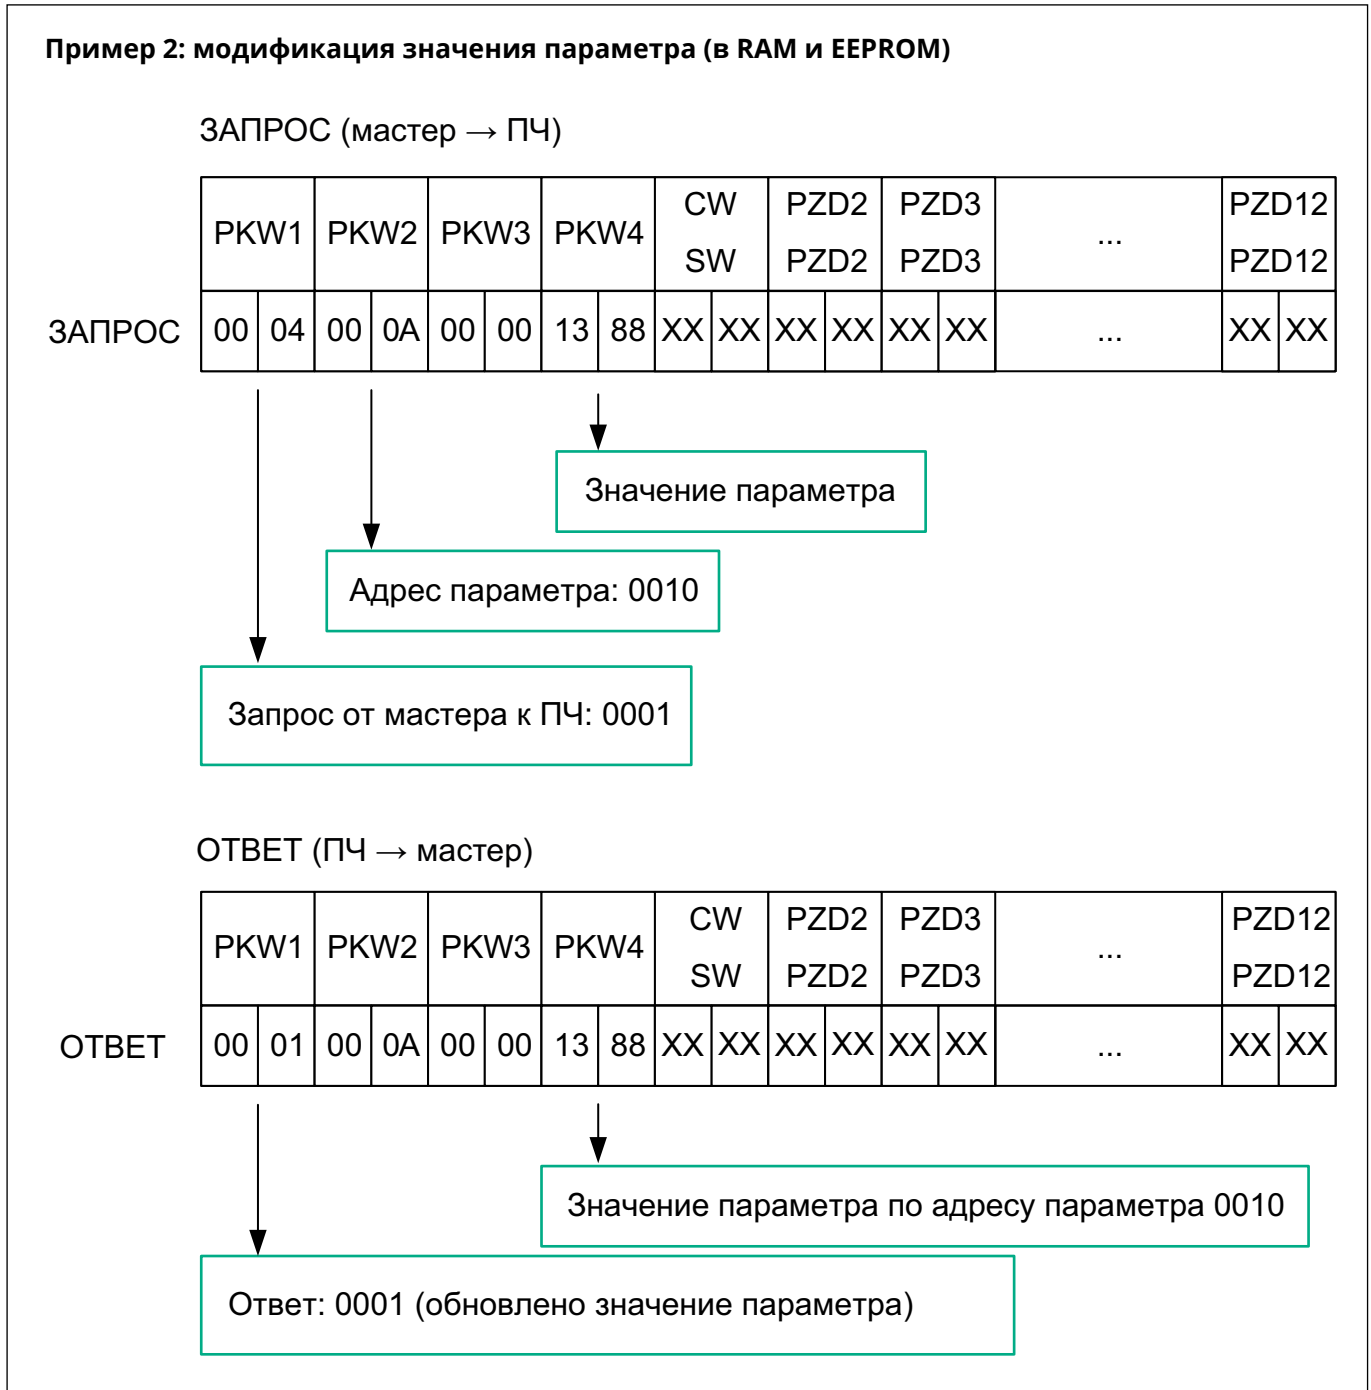 Пример 2: модификация значения параметра (в RAM и EEPROM)
ЗАПРОС (мастер → ПЧ)
PKW1 PKW2 PKW3 PKW4 CW PZD2 PZD3 ... PZD12
SW PZD2 PZD3 PZD12
ЗАПРОС 00 04 00 0A 00 00 13 88 XX XX XX XX XX XX ... XX XX
Значение параметра
Адрес параметра: 0010
Запрос от мастера к ПЧ: 0001
ОТВЕТ (ПЧ → мастер)
PKW1 PKW2 PKW3 PKW4 CW PZD2 PZD3 ... PZD12
SW PZD2 PZD3 PZD12
ОТВЕТ 00 01 00 0A 00 00 13 88 XX XX XX XX XX XX ... XX XX
Значение параметра по адресу параметра 0010
Ответ: 0001 (обновлено значение параметра)